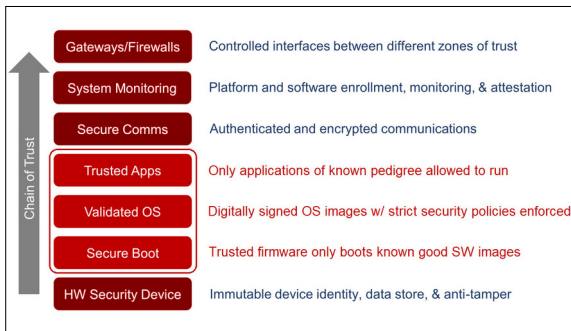 Chain of Trust
Gateways/Firewalls Controlled interfaces between different zones of trust
System Monitoring Platform and software enrollment, monitoring, & attestation
Secure Comms Authenticated and encrypted communications
Trusted Apps Only applications of known pedigree allowed to run
Validated OS Digitally signed OS images w/ strict security policies enforced
Secure Boot Trusted firmware only boots known good SW images
HW Security Device Immutable device identity, data store, & anti-tamper